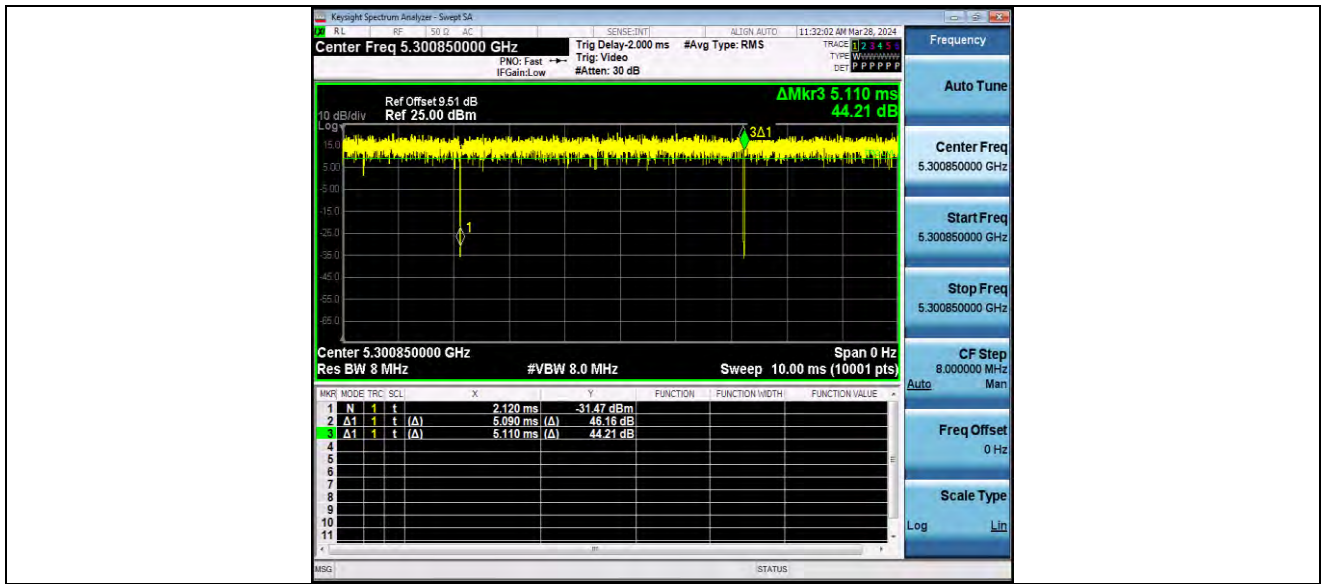 Keysight Spectrum Analyzer - Swept SA
RL RF 50 Ω AC SENSE:INT ALIGN AUTO 11:32:02 AM Mar 28, 2024
Center Freq 5.300850000 GHz
PNO: Fast
IFGain:Low
Trig Delay-2.000 ms
Trig: Video
#Atten: 30 dB
#Avg Type: RMS
TRACE 1 2 3 4 5 6
TYPE W
DET P P P P P P
Frequency
ΔMkr3 5.110 ms
44.21 dB
Ref Offset 9.51 dB
10 dB/div Ref 25.00 dBm
Log
15.0
5.00
-5.00
-15.0
-25.0
-35.0
-45.0
-55.0
-65.0
3Δ1
1
Center 5.300850000 GHz Span 0 Hz
Res BW 8 MHz #VBW 8.0 MHz Sweep 10.00 ms (10001 pts)
MKR MODE TRC SCL X Y FUNCTION FUNCTION WIDTH FUNCTION VALUE
1 N 1 t 2.120 ms -31.47 dBm
2 Δ1 1 t (Δ) 5.090 ms (Δ) 46.16 dB
3 Δ1 1 t (Δ) 5.110 ms (Δ) 44.21 dB
4
5
6
7
8
9
10
11
MSG STATUS
Auto Tune
Center Freq
5.300850000 GHz
Start Freq
5.300850000 GHz
Stop Freq
5.300850000 GHz
CF Step
8.000000 MHz
Auto Man
Freq Offset
0 Hz
Scale Type
Log Lin